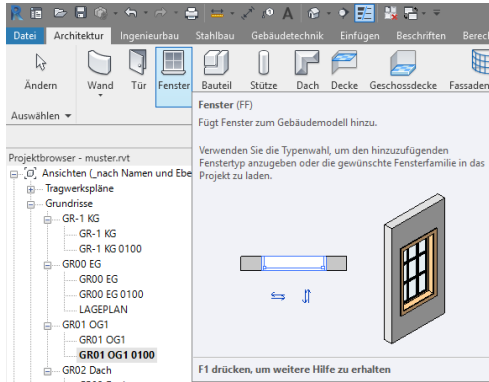 Datei Architektur Ingenieurbau Stahlbau Gebäudetechnik Einfügen Beschriften
Ändern Wand Tür Fenster Bauteil Stütze Dach Decke Geschossdecke
Auswählen
Fenster (FF)
Fügt Fenster zum Gebäudemodell hinzu.
Verwenden Sie die Typenwahl, um den hinzuzufügenden
Fenstertyp anzugeben oder die gewünschte Fensterfamilie in das
Projekt zu laden.
F1 drücken, um weitere Hilfe zu erhalten
Projektbrowser - muster.rvt
Ansichten (_nach Namen und Ebe
Tragwerkspläne
Grundrisse
GR-1 KG
GR-1 KG
GR-1 KG 0100
GR00 EG
GR00 EG
GR00 EG 0100
LAGEPLAN
GR01 OG1
GR01 OG1
GR01 OG1 0100
GR02 Dach